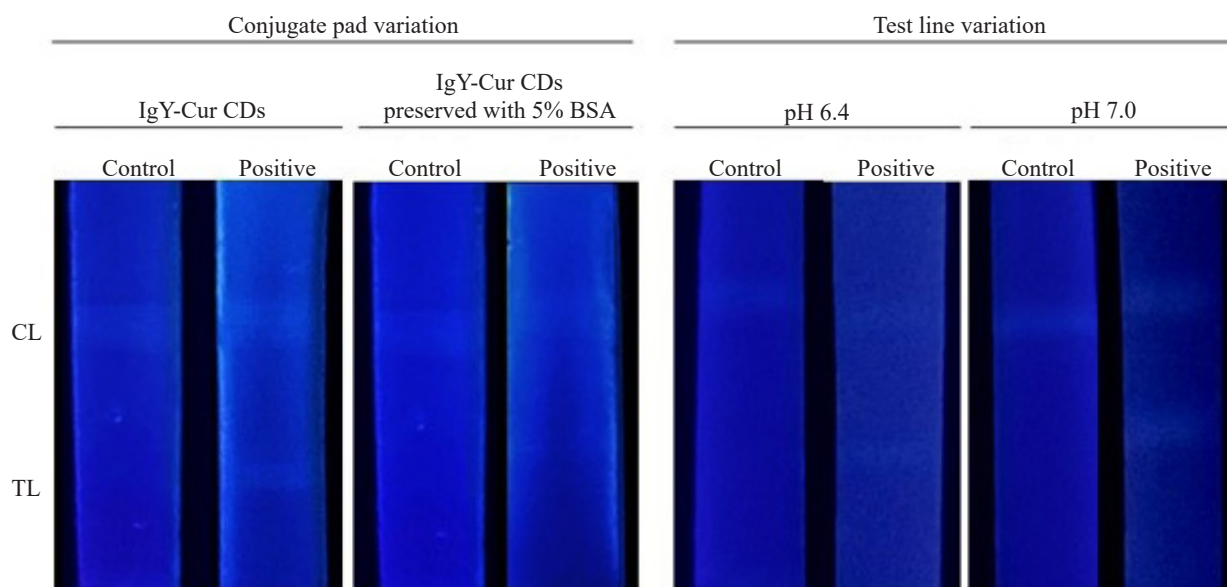 Conjugate pad variation
Test line variation
IgY-Cur CDs
IgY-Cur CDs
preserved with 5% BSA
pH 6.4
pH 7.0
Control
Positive
Control
Positive
Control
Positive
Control
Positive
CL
TL